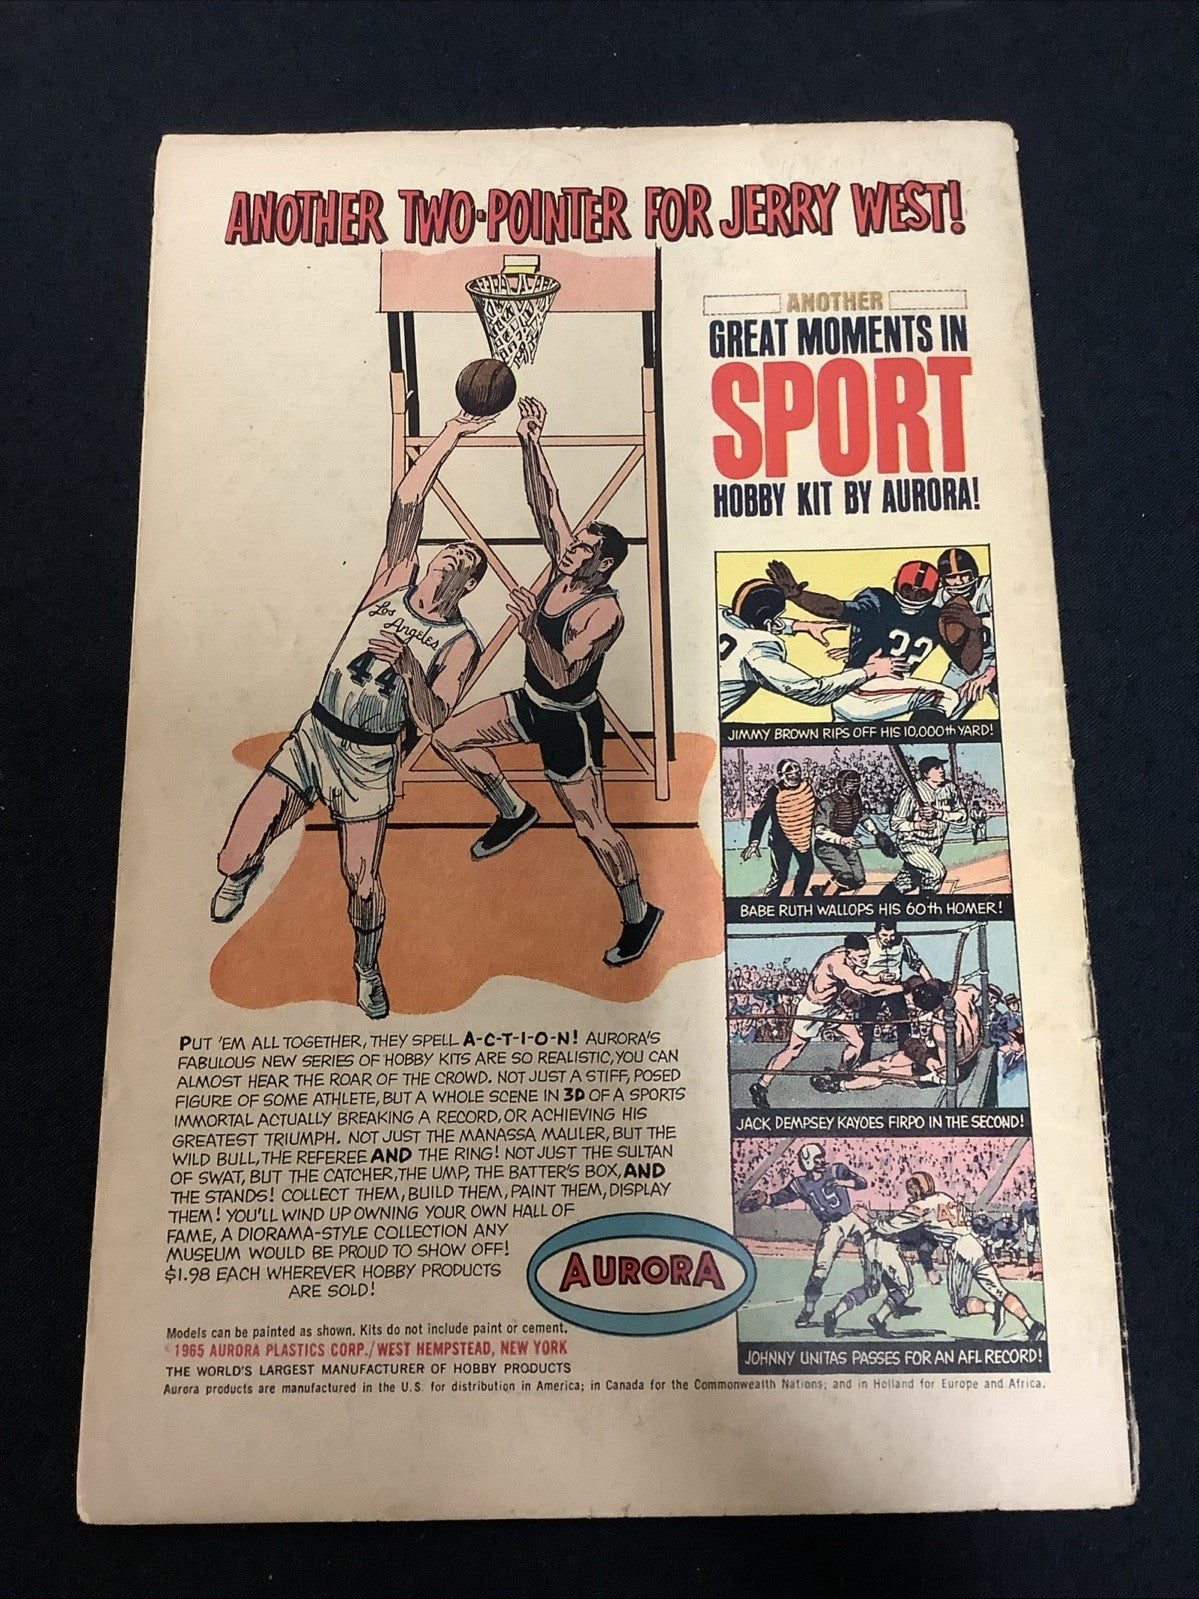 ANOTHER TWO-POINTER FOR JERRY WEST!
ANOTHER
GREAT MOMENTS IN
SPORT
HOBBY KIT BY AURORA!
Los
Angeles
44
32
JIMMY BROWN RIPS OFF HIS 10,000th YARD!
BABE RUTH WALLOPS HIS 60th HOMER!
JACK DEMPSEY KAYOES FIRPO IN THE SECOND!
15
JOHNNY UNITAS PASSES FOR AN AFL RECORD!
PUT 'EM ALL TOGETHER, THEY SPELL A-C-T-I-O-N! AURORA'S
FABULOUS NEW SERIES OF HOBBY KITS ARE SO REALISTIC, YOU CAN
ALMOST HEAR THE ROAR OF THE CROWD. NOT JUST A STIFF, POSED
FIGURE OF SOME ATHLETE, BUT A WHOLE SCENE IN 3D OF A SPORTS
IMMORTAL ACTUALLY BREAKING A RECORD, OR ACHIEVING HIS
GREATEST TRIUMPH. NOT JUST THE MANASSA MAULER, BUT THE
WILD BULL, THE REFEREE AND THE RING! NOT JUST THE SULTAN
OF SWAT, BUT THE CATCHER, THE UMP, THE BATTER'S BOX, AND
THE STANDS! COLLECT THEM, BUILD THEM, PAINT THEM, DISPLAY
THEM! YOU'LL WIND UP OWNING YOUR OWN HALL OF
FAME, A DIORAMA-STYLE COLLECTION ANY
MUSEUM WOULD BE PROUD TO SHOW OFF!
$1.98 EACH WHEREVER HOBBY PRODUCTS
ARE SOLD!
AURORA
Models can be painted as shown. Kits do not include paint or cement.
1965 AURORA PLASTICS CORP./WEST HEMPSTEAD, NEW YORK
THE WORLD'S LARGEST MANUFACTURER OF HOBBY PRODUCTS
Aurora products are manufactured in the U.S. for distribution in America; in Canada for the Commonwealth Nations; and in Holland for Europe and Africa.